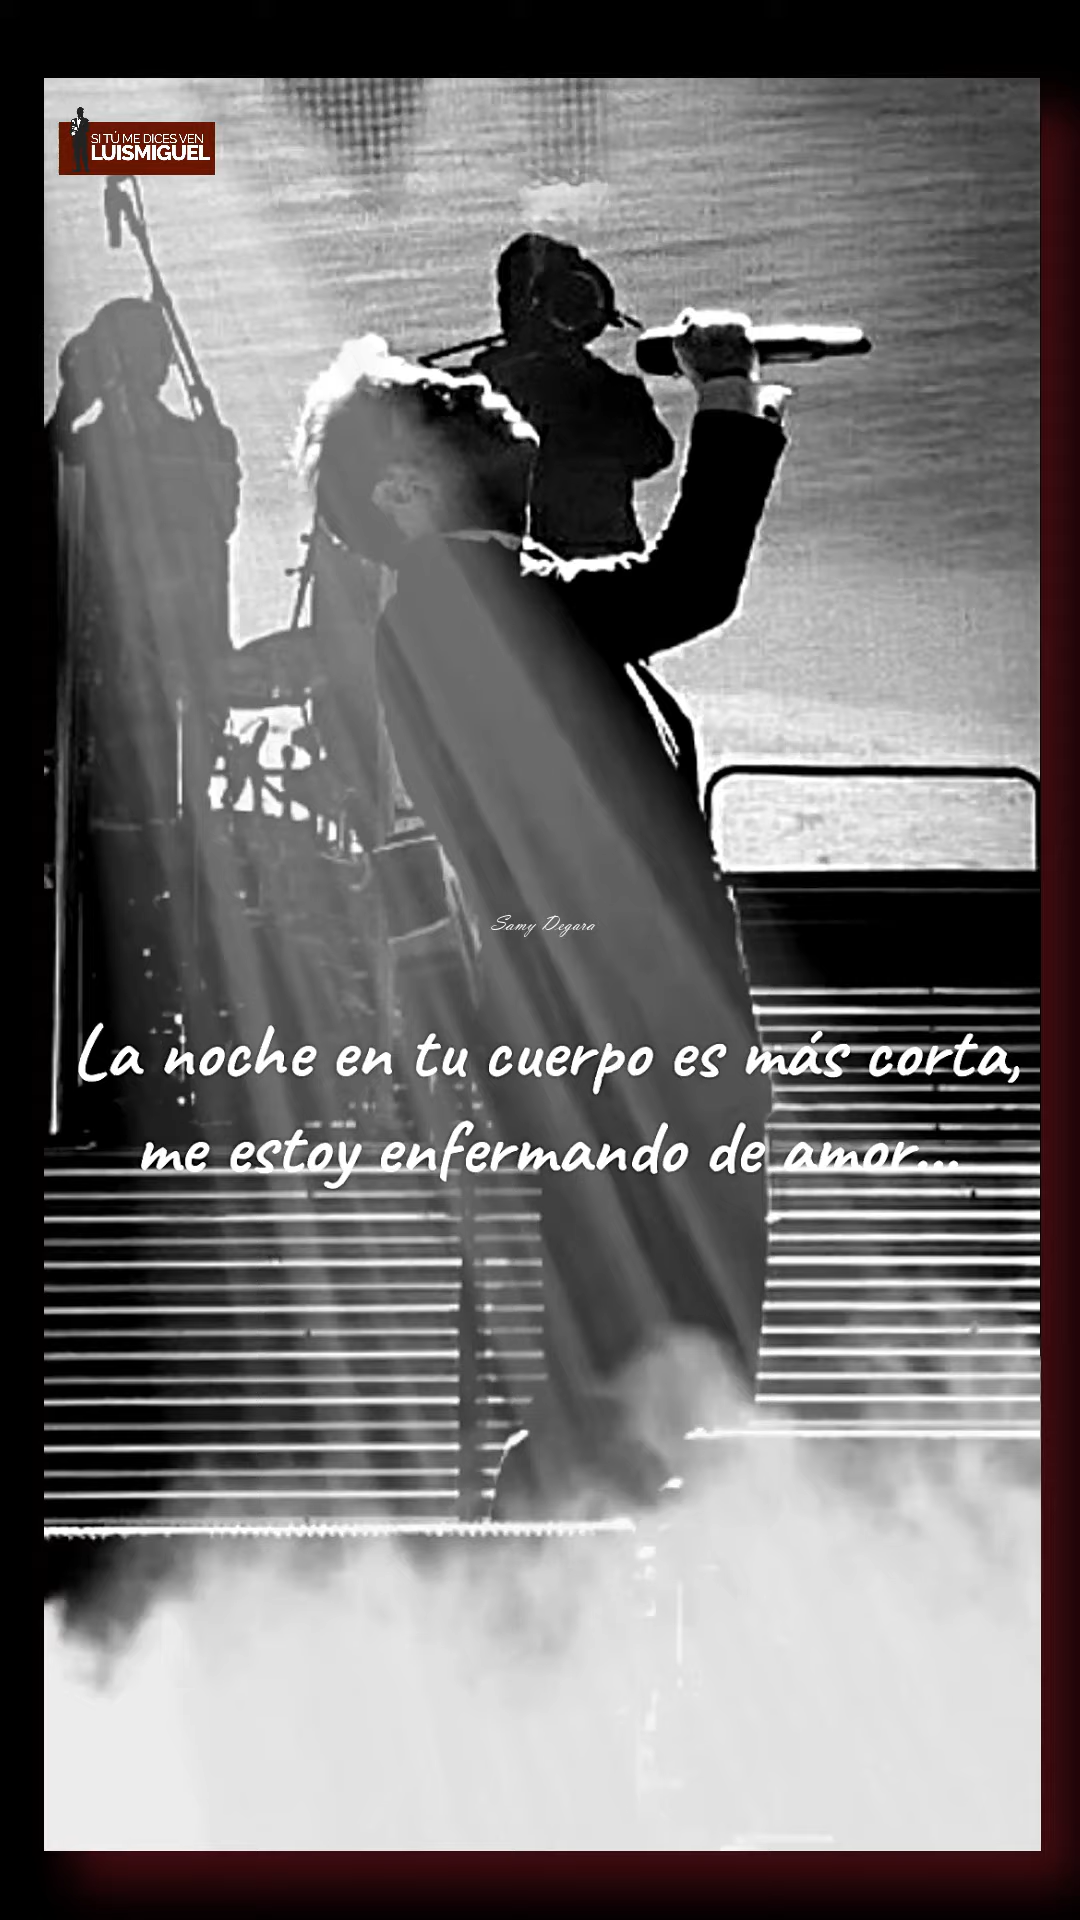 SI TÚ ME DICES VEN
LUISMIGUEL
Samy Degara
La noche en tu cuerpo es más corta,
me estoy enfermando de amor...